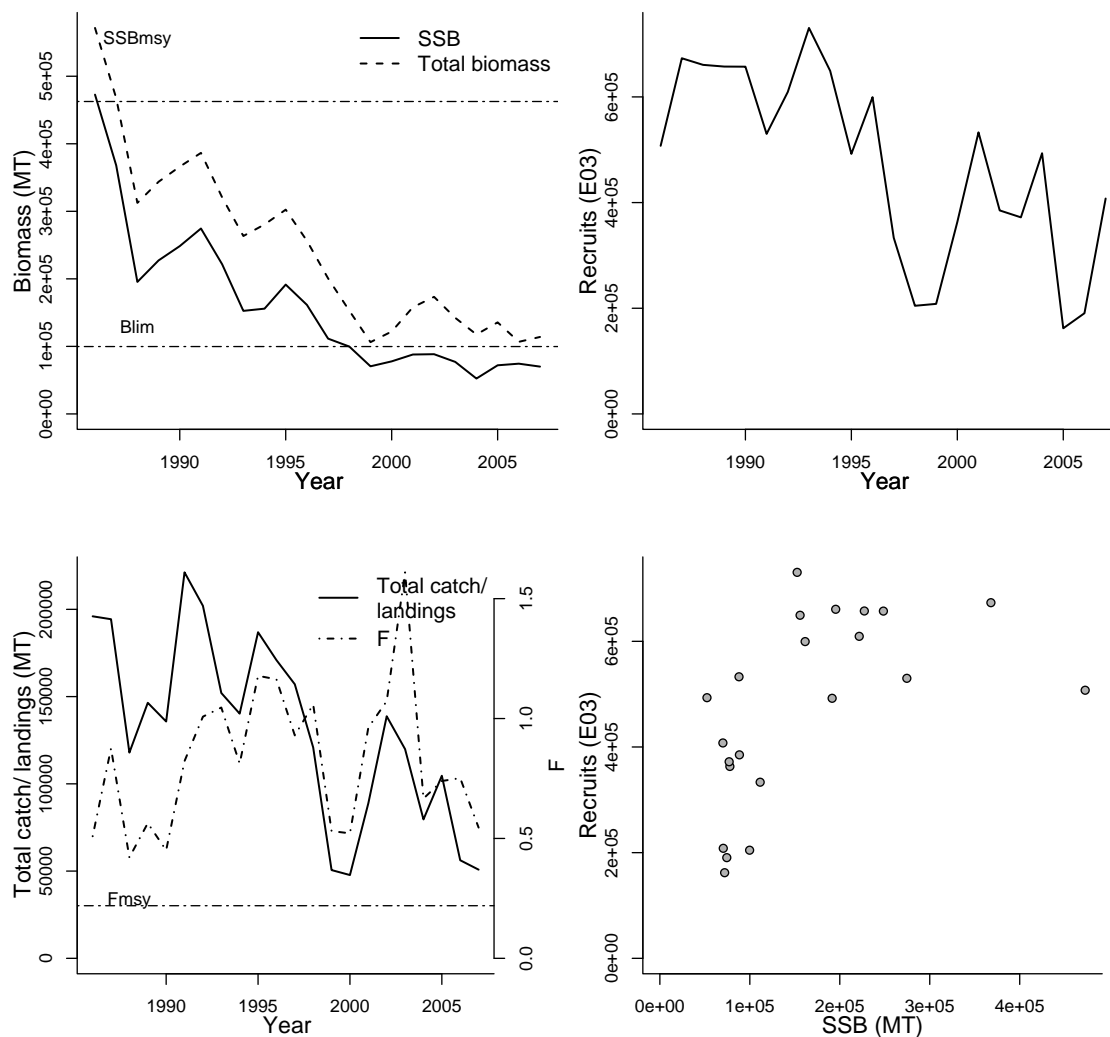 SSBmsy
SSB
Total biomass
Blim
Biomass (MT)
0e+00
1e+05
2e+05
3e+05
4e+05
5e+05
1990
1995
2000
2005
Year
Recruits (E03)
0e+00
2e+05
4e+05
6e+05
1990
1995
2000
2005
Year
Total catch/
landings
F
Fmsy
Total catch/ landings (MT)
0
50000
100000
150000
200000
0.0
0.5
1.0
1.5
F
1990
1995
2000
2005
Year
Recruits (E03)
0e+00
2e+05
4e+05
6e+05
0e+00
1e+05
2e+05
3e+05
4e+05
SSB (MT)